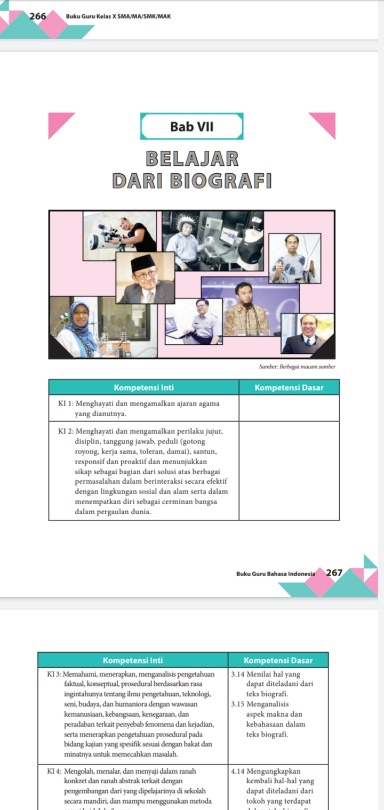 266 Buku Guru Kelas X SMA/MA/SMK/MAK
Bab VII
BELAJAR
DARI BIOGRAFI
Sumber: Berbagai macam sumber
Kompetensi Inti Kompetensi Dasar
KI 1: Menghayati dan mengamalkan ajaran agama
yang dianutnya.
KI 2: Menghayati dan mengamalkan perilaku jujur,
disiplin, tanggung jawab, peduli (gotong
royong, kerja sama, toleran, damai), santun,
responsif dan proaktif dan menunjukkan
sikap sebagai bagian dari solusi atas berbagai
permasalahan dalam berinteraksi secara efektif
dengan lingkungan sosial dan alam serta dalam
menempatkan diri sebagai cerminan bangsa
dalam pergaulan dunia.
Buku Guru Bahasa Indonesia 267
Kompetensi Inti Kompetensi Dasar
KI 3: Memahami, menerapkan, menganalisis pengetahuan
faktual, konseptual, prosedural berdasarkan rasa
ingintahunya tentang ilmu pengetahuan, teknologi,
seni, budaya, dan humaniora dengan wawasan
kemanusiaan, kebangsaan, kenegaraan, dan
peradaban terkait penyebab fenomena dan kejadian,
serta menerapkan pengetahuan prosedural pada
bidang kajian yang spesifik sesuai dengan bakat dan
minatnya untuk memecahkan masalah.
3.14 Menilai hal yang
dapat diteladani dari
teks biografi.
3.15 Menganalisis
aspek makna dan
kebahasaan dalam
teks biografi.
KI 4: Mengolah, menalar, dan menyaji dalam ranah
konkret dan ranah abstrak terkait dengan
pengembangan dari yang dipelajarinya di sekolah
secara mandiri, dan mampu menggunakan metoda
4.14 Mengungkapkan
kembali hal-hal yang
dapat diteladani dari
tokoh yang terdapat